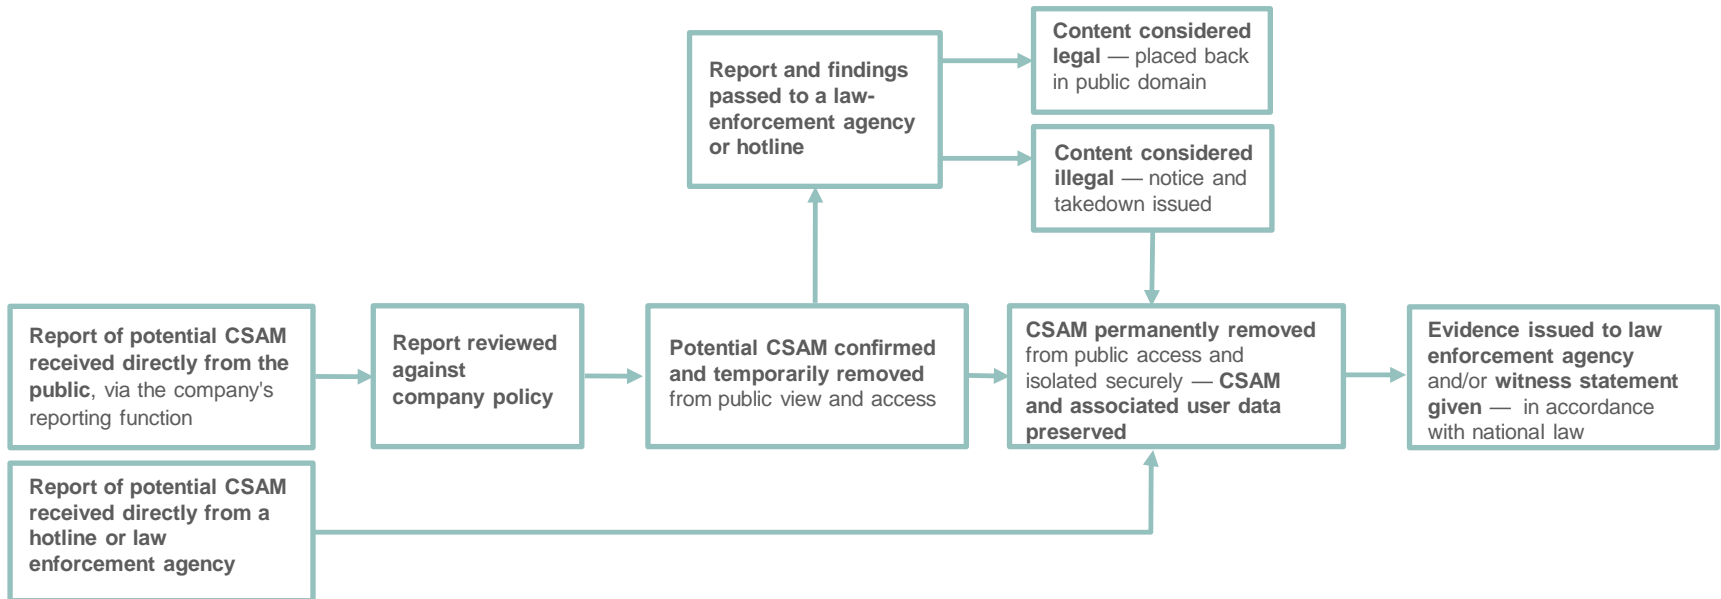 Report and findings
passed to a law-
enforcement agency
or hotline
Content considered
legal — placed back
in public domain
Content considered
illegal — notice and
takedown issued
Report of potential CSAM
received directly from the
public, via the company's
reporting function
Report reviewed
against
company policy
Potential CSAM confirmed
and temporarily removed
from public view and access
CSAM permanently removed
from public access and
isolated securely — CSAM
and associated user data
preserved
Evidence issued to law
enforcement agency
and/or witness statement
given — in accordance
with national law
Report of potential CSAM
received directly from a
hotline or law
enforcement agency